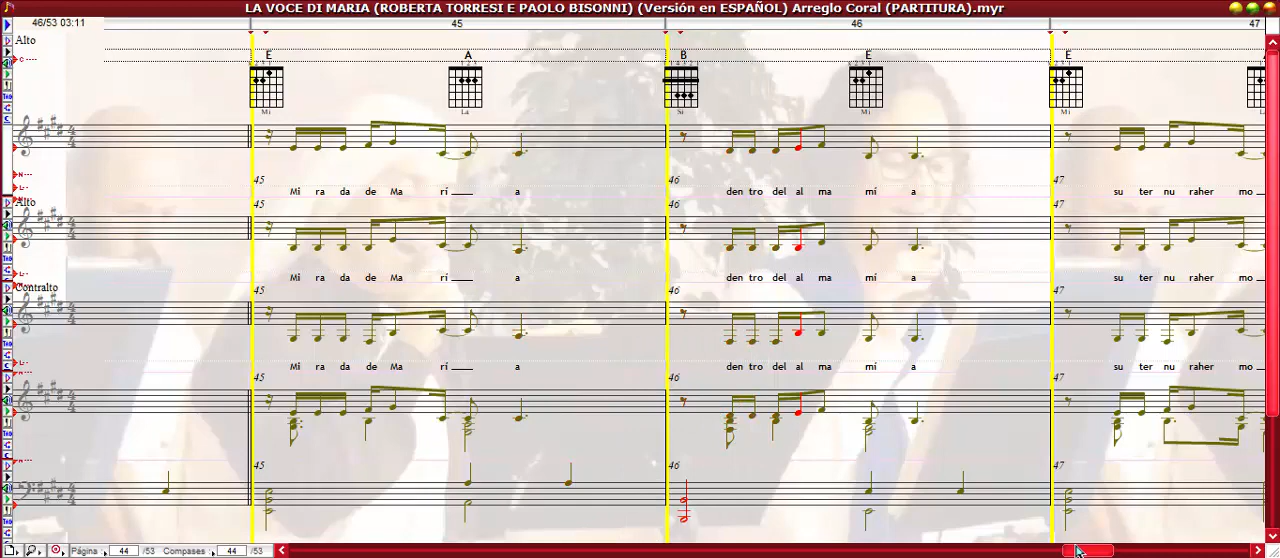 LA VOCE DI MARIA (ROBERTA TORRESI E PAOLO BISONNI) (Versión en ESPAÑOL) Arreglo Coral (PARTITURA).myr
46/53 03:11
45 46 47
Alto
E A B E E
Mi La Si Mi Mi
45 46 47
Mi ra da de Ma rí a den tro del al ma mí a su ter nu raher mo
Alto
45 46 47
Mi ra da de Ma rí a den tro del al ma mí a su ter nu raher mo
Contralto
45 46 47
Mi ra da de Ma rí a den tro del al ma mí a su ter nu raher mo
45 46 47
45 46 47
Página 44 /53 Compases 44 /53